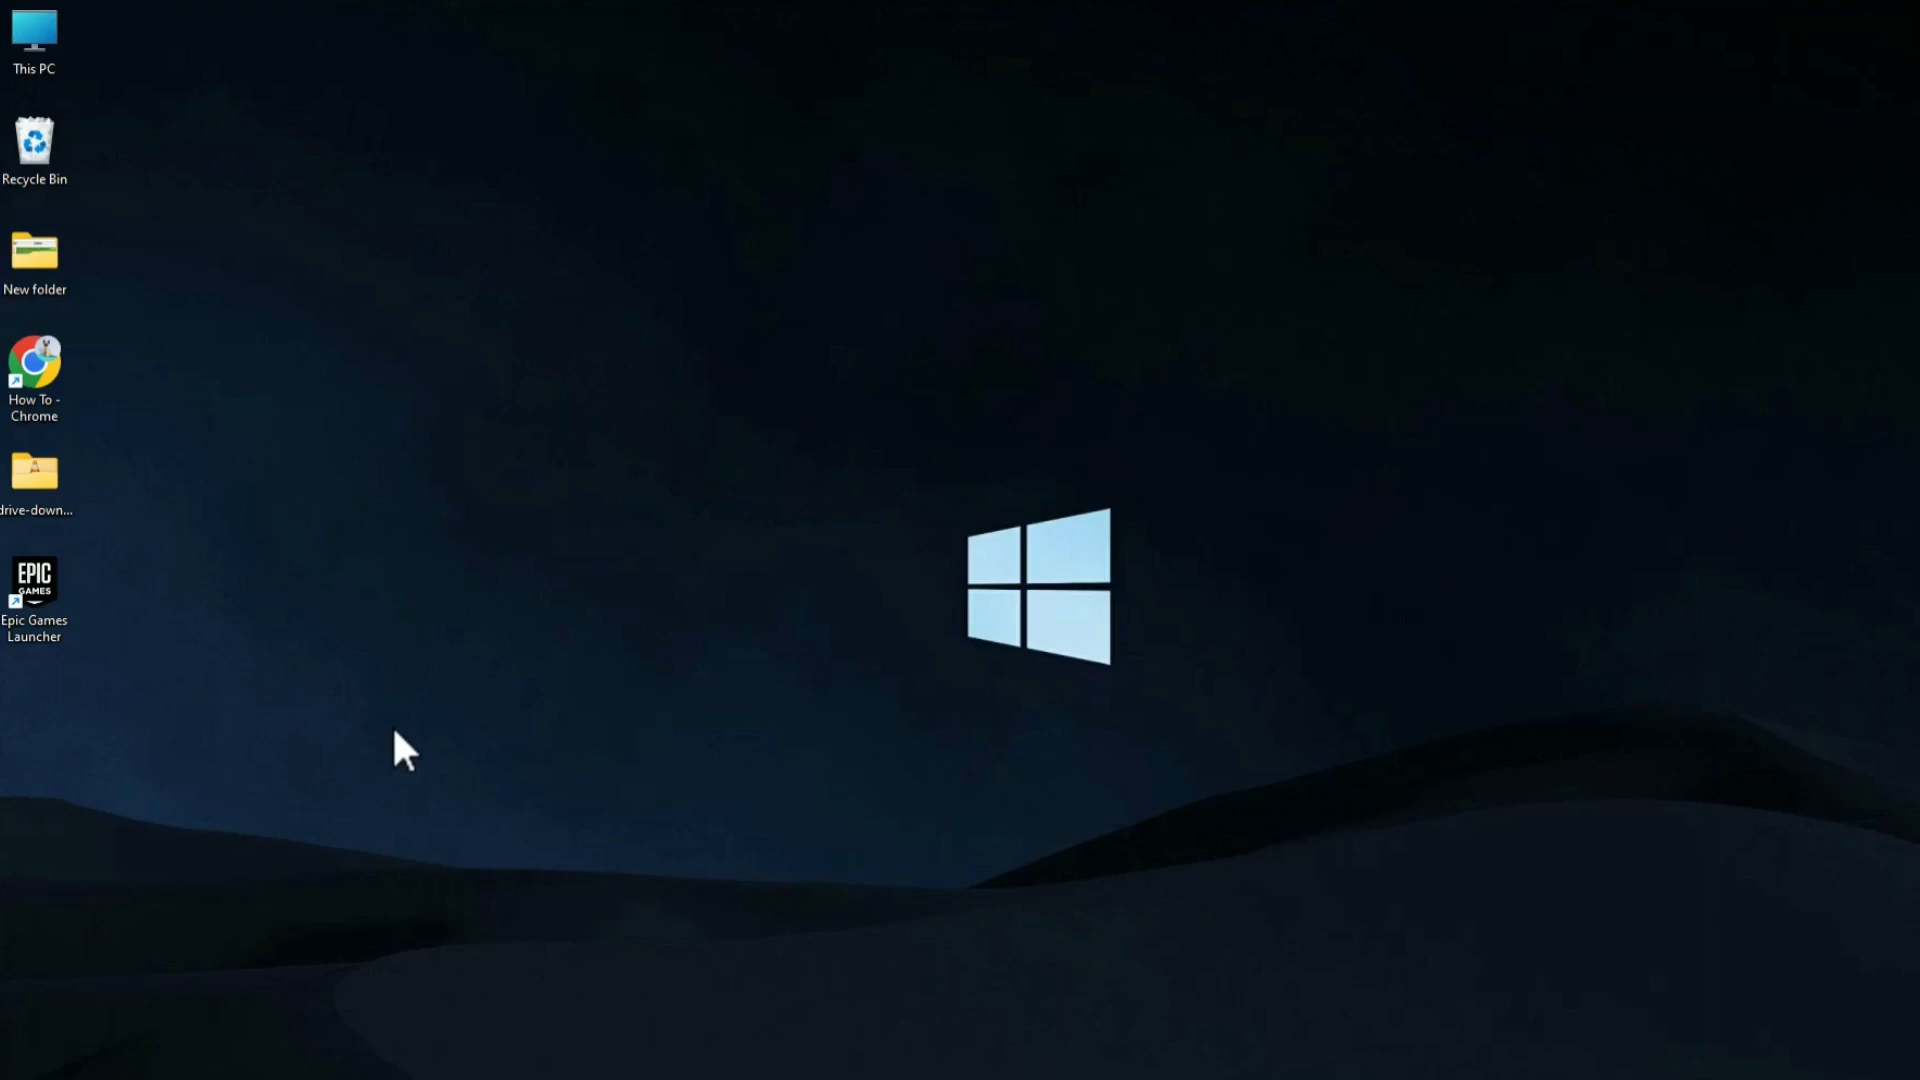 This PC
Recycle Bin
New folder
How To -
Chrome
drive-down...
EPIC
GAMES
Epic Games
Launcher